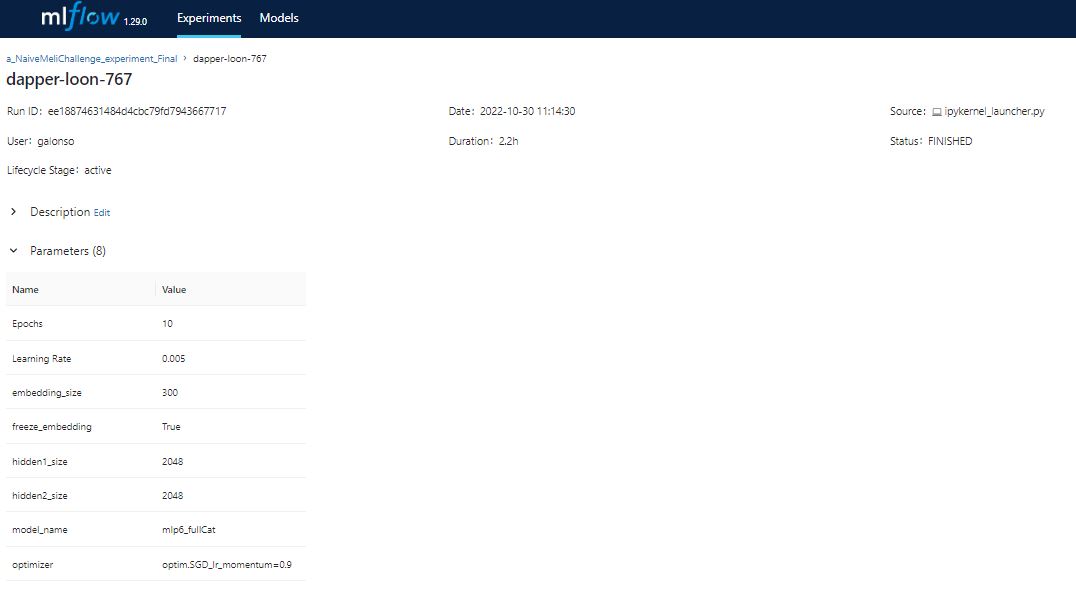 mlflow 1.29.0 Experiments Models
a_NaiveMeliChallenge_experiment_Final › dapper-loon-767
dapper-loon-767
Run ID: ee18874631484d4cbc79fd7943667717 Date: 2022-10-30 11:14:30 Source: ipykernel_launcher.py
User: galonso Duration: 2.2h Status: FINISHED
Lifecycle Stage: active
Description Edit
Parameters (8)
Name Value
Epochs 10
Learning Rate 0.005
embedding_size 300
freeze_embedding True
hidden1_size 2048
hidden2_size 2048
model_name mlp6_fullCat
optimizer optim.SGD_lr_momentum=0.9